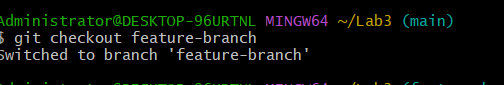 Administrator@DESKTOP-96URTNL MINGW64 ~/Lab3 (main)
$ git checkout feature-branch
Switched to branch 'feature-branch'